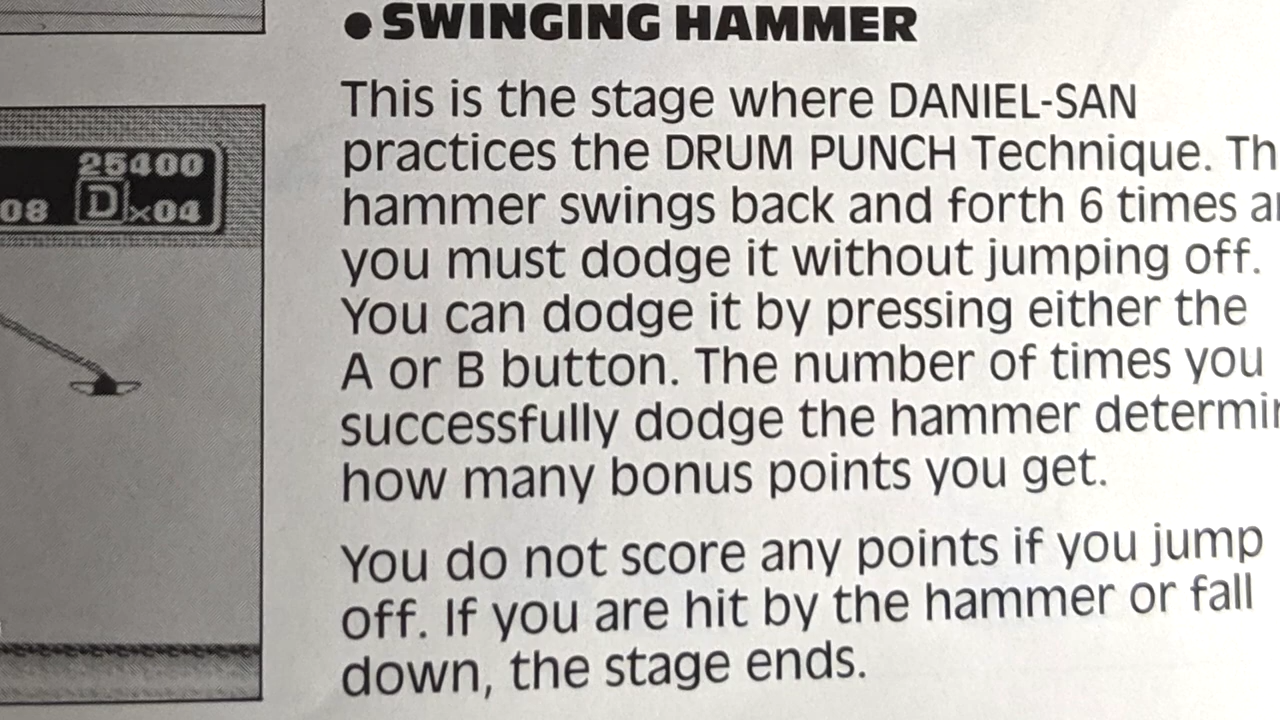 ● SWINGING HAMMER
This is the stage where DANIEL-SAN
practices the DRUM PUNCH Technique. Th
hammer swings back and forth 6 times a
you must dodge it without jumping off.
You can dodge it by pressing either the
A or B button. The number of times you
successfully dodge the hammer determin
how many bonus points you get.
You do not score any points if you jump
off. If you are hit by the hammer or fall
down, the stage ends.
25400
08 D×04